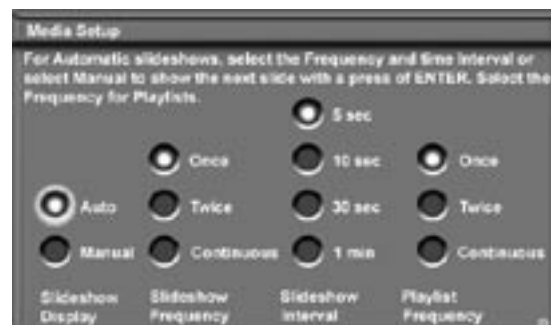 Media Setup
For Automatic slideshows, select the Frequency and time Interval or
select Manual to show the next slide with a press of ENTER. Select the
Frequency for Playlists.
5 sec
Once 10 sec Once
Auto Twice 30 sec Twice
Manual Continuous 1 min Continuous
Slideshow Slideshow Slideshow Playlist
Display Frequency Interval Frequency